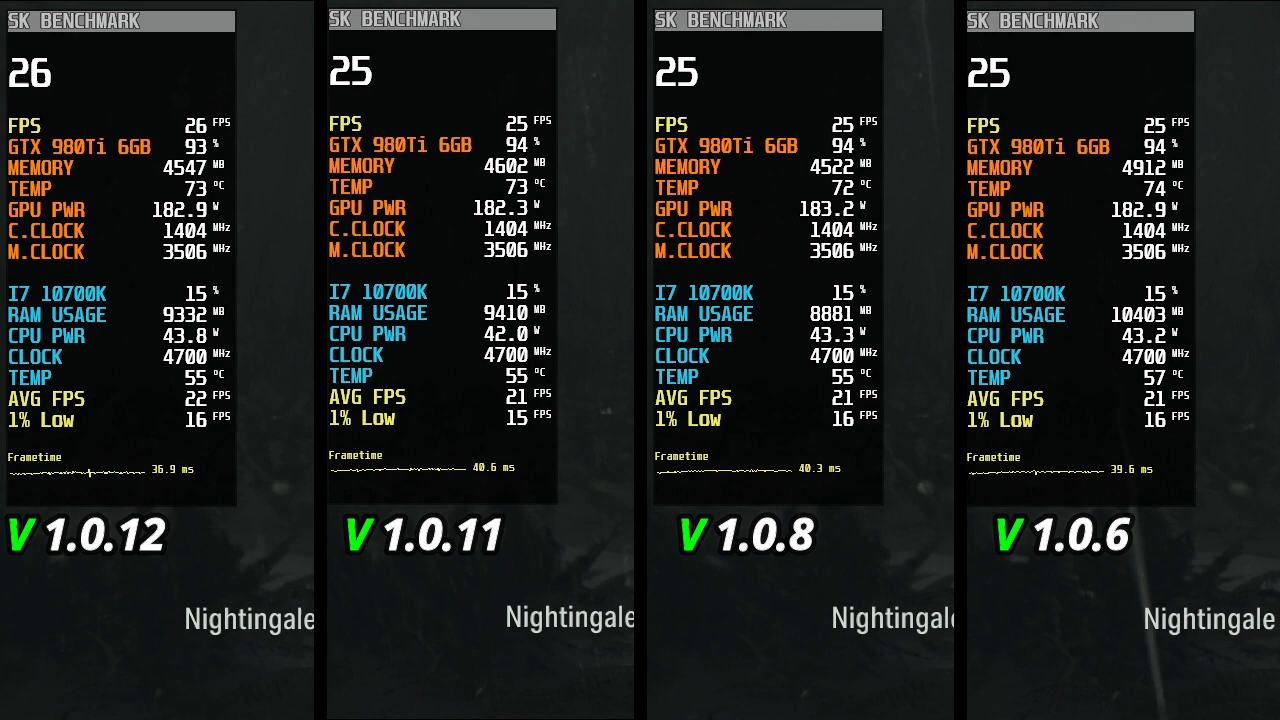 SK BENCHMARK
26
FPS 26 FPS
GTX 980Ti 6GB 93 %
MEMORY 4547 MB
TEMP 73 °C
GPU PWR 182.9 W
C.CLOCK 1404 MHz
M.CLOCK 3506 MHz
I7 10700K 15 %
RAM USAGE 9332 MB
CPU PWR 43.8 W
CLOCK 4700 MHz
TEMP 55 °C
AVG FPS 22 FPS
1% Low 16 FPS
Frametime
36.9 ms
V 1.0.12
Nightingale
SK BENCHMARK
25
FPS 25 FPS
GTX 980Ti 6GB 94 %
MEMORY 4602 MB
TEMP 73 °C
GPU PWR 182.3 W
C.CLOCK 1404 MHz
M.CLOCK 3506 MHz
I7 10700K 15 %
RAM USAGE 9410 MB
CPU PWR 42.0 W
CLOCK 4700 MHz
TEMP 55 °C
AVG FPS 21 FPS
1% Low 15 FPS
Frametime
40.6 ms
V 1.0.11
Nightingale
SK BENCHMARK
25
FPS 25 FPS
GTX 980Ti 6GB 94 %
MEMORY 4522 MB
TEMP 72 °C
GPU PWR 183.2 W
C.CLOCK 1404 MHz
M.CLOCK 3506 MHz
I7 10700K 15 %
RAM USAGE 8881 MB
CPU PWR 43.3 W
CLOCK 4700 MHz
TEMP 55 °C
AVG FPS 21 FPS
1% Low 16 FPS
Frametime
40.3 ms
V 1.0.8
Nightingale
SK BENCHMARK
25
FPS 25 FPS
GTX 980Ti 6GB 94 %
MEMORY 4912 MB
TEMP 74 °C
GPU PWR 182.9 W
C.CLOCK 1404 MHz
M.CLOCK 3506 MHz
I7 10700K 15 %
RAM USAGE 10403 MB
CPU PWR 43.2 W
CLOCK 4700 MHz
TEMP 57 °C
AVG FPS 21 FPS
1% Low 16 FPS
Frametime
39.6 ms
V 1.0.6
Nightingale